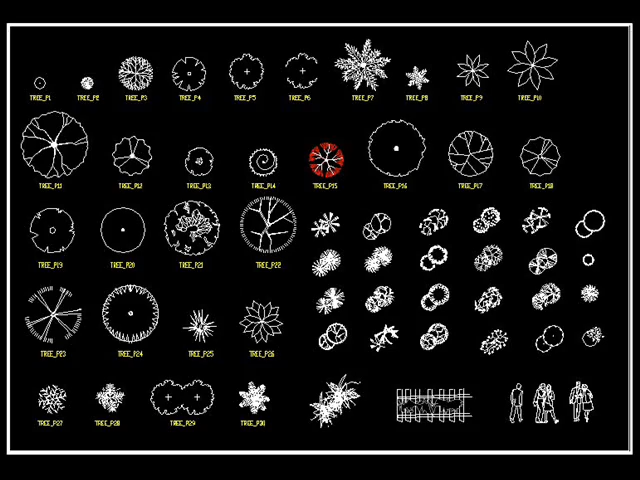 TREE_P1 TREE_P2 TREE_P3 TREE_P4 TREE_P5 TREE_P6 TREE_P7 TREE_P8 TREE_P9 TREE_P10
TREE_P11 TREE_P12 TREE_P13 TREE_P14 TREE_P15 TREE_P16 TREE_P17 TREE_P18
TREE_P19 TREE_P20 TREE_P21 TREE_P22
TREE_P23 TREE_P24 TREE_P25 TREE_P26
TREE_P27 TREE_P28 TREE_P29 TREE_P30